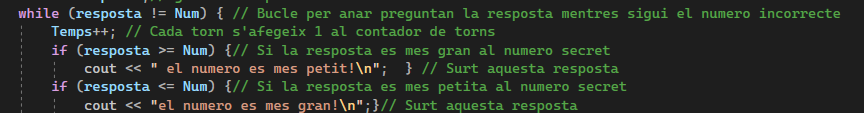 while (resposta != Num) { // Bucle per anar preguntan la resposta mentres sigui el numero incorrecte
Temps++; // Cada torn s'afegeix 1 al contador de torns
if (resposta >= Num) {// Si la resposta es mes gran al numero secret
cout << " el numero es mes petit!\n";  } // Surt aquesta resposta
if (resposta <= Num) {// Si la resposta es mes petita al numero secret
cout << "el numero es mes gran!\n";}// Surt aquesta resposta